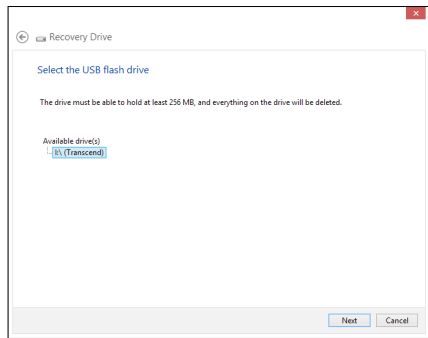 Recovery Drive
Select the USB flash drive
The drive must be able to hold at least 256 MB, and everything on the drive will be deleted.
Available drive(s)
I:\ (Transcend)
Next Cancel